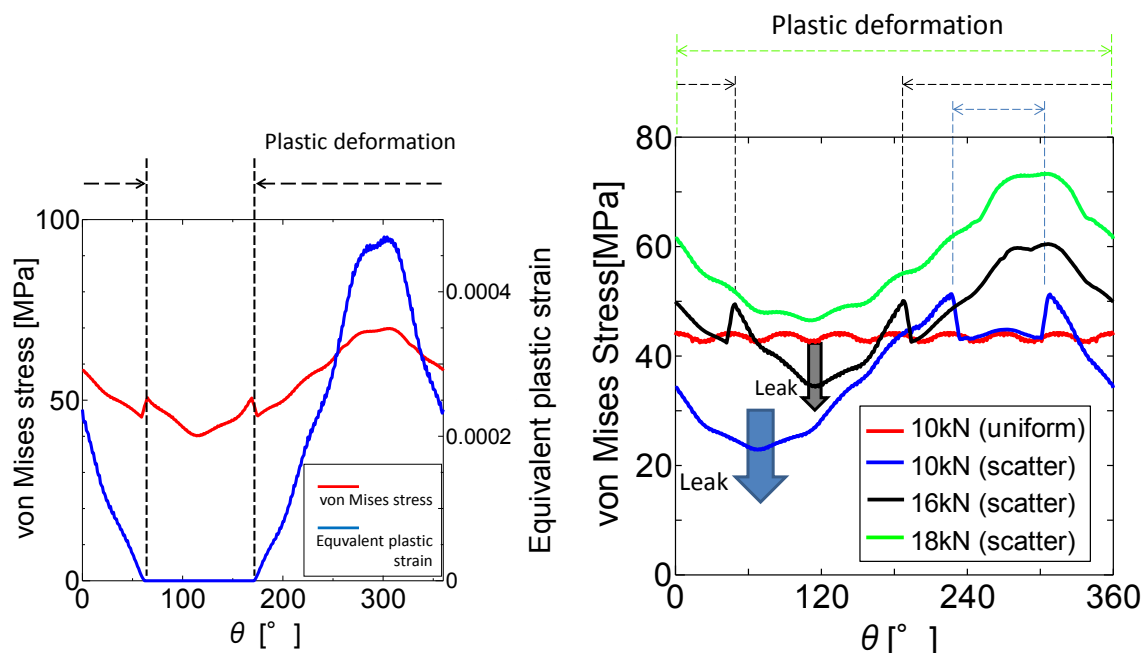 Plastic deformation
100
50
0
von Mises stress [MPa]
0.0004
0.0002
0
Equivalent plastic strain
von Mises stress
Equvalent plastic
strain
0
100
200
300
θ [° ]
Plastic deformation
80
60
40
20
0
von Mises Stress[MPa]
Leak
Leak
10kN (uniform)
10kN (scatter)
16kN (scatter)
18kN (scatter)
0
120
240
360
θ [° ]